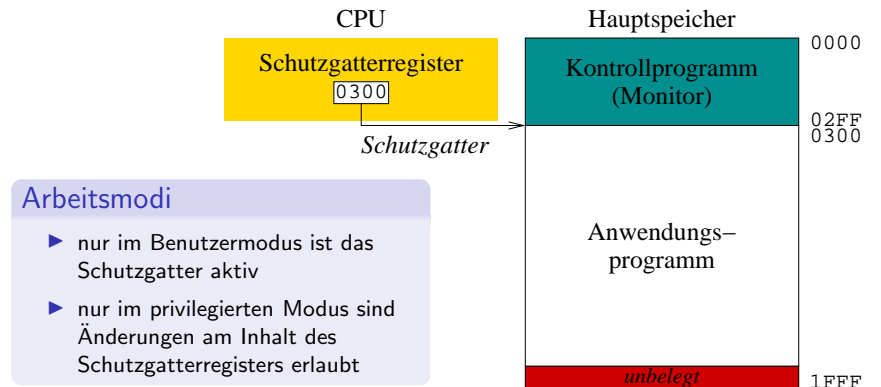 CPU
Hauptspeicher
Schutzgatterregister
0300
Schutzgatter
Kontrollprogramm
(Monitor)
0000
02FF
0300
Anwendungs–
programm
unbelegt
1FFF
Arbeitsmodi
▶ nur im Benutzermodus ist das
Schutzgatter aktiv
▶ nur im privilegierten Modus sind
Änderungen am Inhalt des
Schutzgatterregisters erlaubt